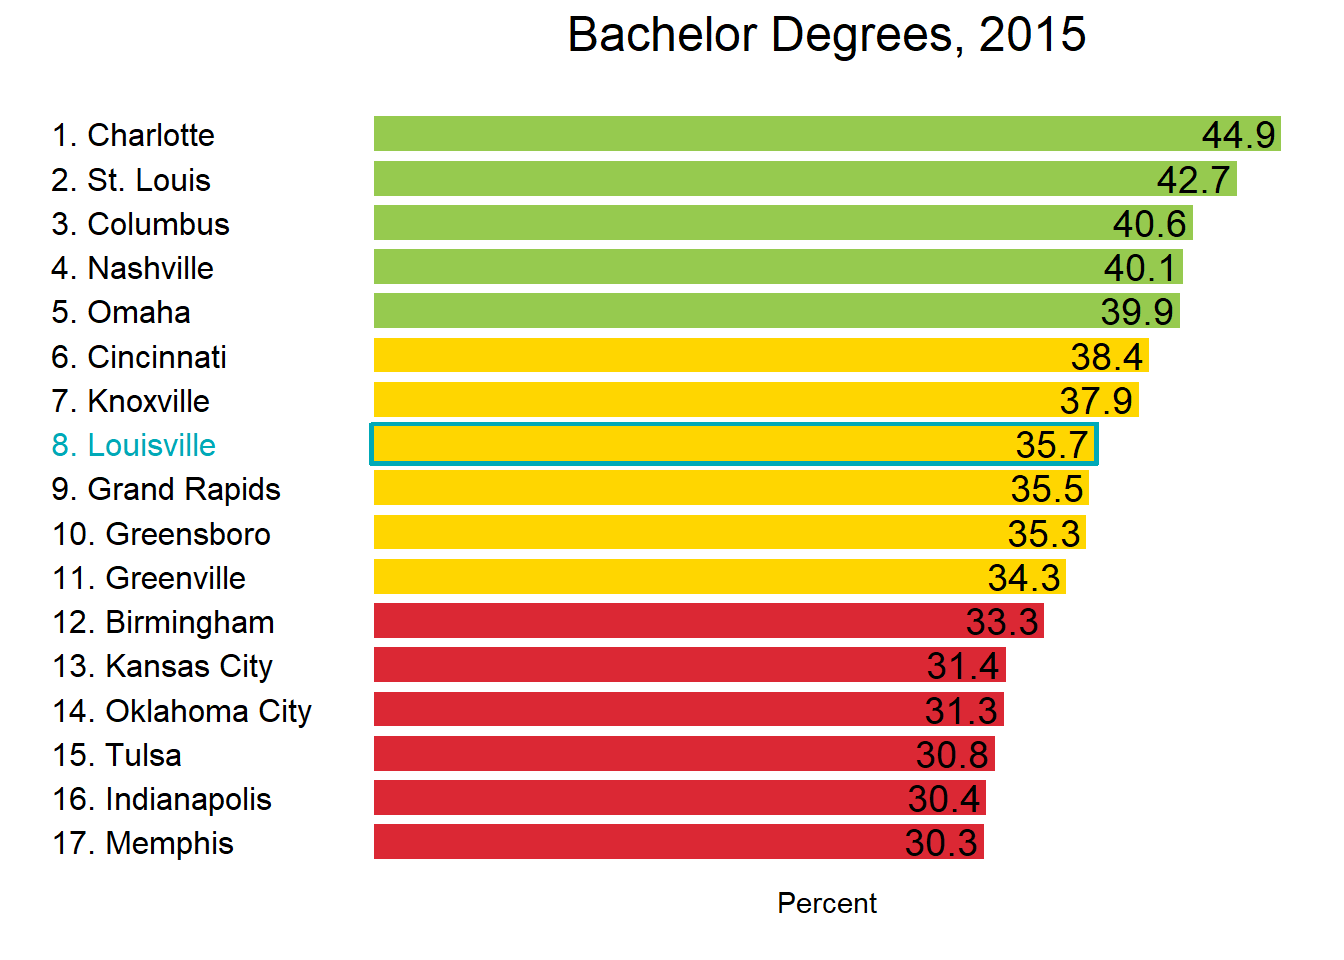 Bachelor Degrees, 2015
1. Charlotte 44.9
2. St. Louis 42.7
3. Columbus 40.6
4. Nashville 40.1
5. Omaha 39.9
6. Cincinnati 38.4
7. Knoxville 37.9
8. Louisville 35.7
9. Grand Rapids 35.5
10. Greensboro 35.3
11. Greenville 34.3
12. Birmingham 33.3
13. Kansas City 31.4
14. Oklahoma City 31.3
15. Tulsa 30.8
16. Indianapolis 30.4
17. Memphis 30.3
Percent